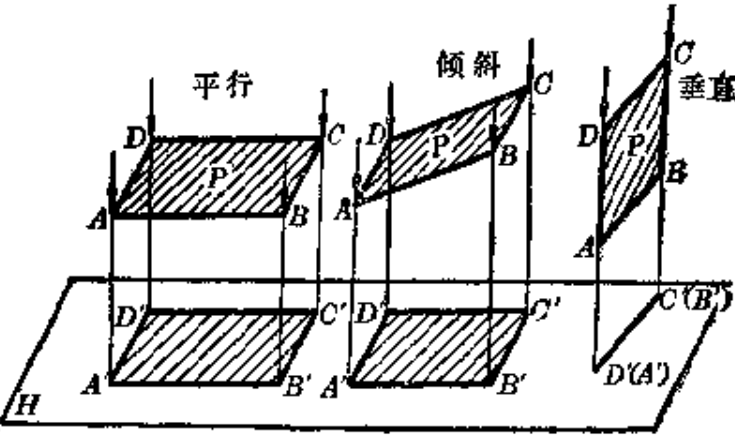 平行
倾斜
垂直
D C
P
A B
D C
P
A B
C
D P
B
A
D' C'
A' B'
D' C'
A' B'
C'(B')
D'(A')
H